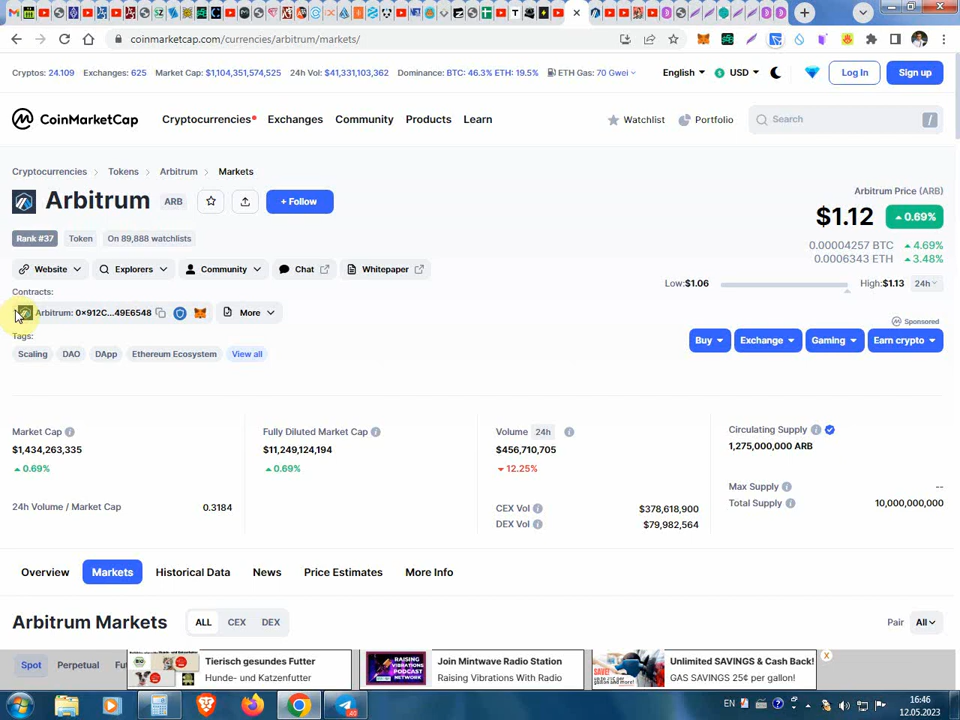 coinmarketcap.com/currencies/arbitrum/markets/
Cryptos: 24.109 Exchanges: 625 Market Cap: $1,104,351,574,525 24h Vol: $41,331,103,362 Dominance: BTC: 46.3% ETH: 19.5% ETH Gas: 70 Gwei English USD Log In Sign up
CoinMarketCap Cryptocurrencies Exchanges Community Products Learn Watchlist Portfolio Search /
Cryptocurrencies > Tokens > Arbitrum > Markets
Arbitrum ARB + Follow
Arbitrum Price (ARB)
$1.12 0.69%
Rank #37 Token On 89,888 watchlists
0.00004257 BTC 4.69%
0.0006343 ETH 3.48%
Website Explorers Community Chat Whitepaper
Low:$1.06 High:$1.13 24h
Contracts:
Arbitrum: 0x912C...49E6548 More
Sponsored
Tags:
Buy Exchange Gaming Earn crypto
Scaling DAO DApp Ethereum Ecosystem View all
Market Cap
$1,434,263,335
0.69%
24h Volume / Market Cap 0.3184
Fully Diluted Market Cap
$11,249,124,194
0.69%
Volume 24h
$456,710,705
12.25%
CEX Vol $378,618,900
DEX Vol $79,982,564
Circulating Supply
1,275,000,000 ARB
Max Supply --
Total Supply 10,000,000,000
Overview Markets Historical Data News Price Estimates More Info
Arbitrum Markets ALL CEX DEX Pair All
Spot Perpetual Fu
Tierisch gesundes Futter
Hunde- und Katzenfutter
RAISING VIBRATIONS PODCAST NETWORK
Join Mintwave Radio Station
Raising Vibrations With Radio
Unlimited SAVINGS & Cash Back!
GAS SAVINGS 25¢ per gallon!
X
EN
16:46
12.05.2023